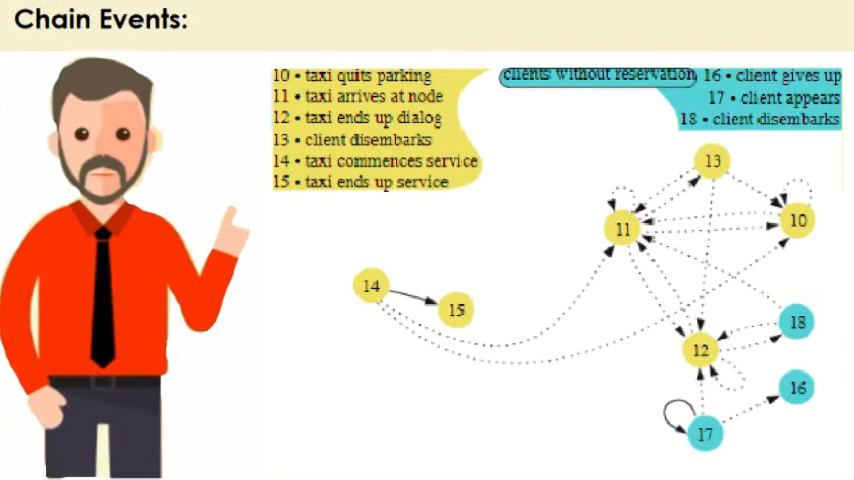 Chain Events:
10 • taxi quits parking
11 • taxi arrives at node
12 • taxi ends up dialog
13 • client disembarks
14 • taxi commences service
15 • taxi ends up service
clients without reservation
16 • client gives up
17 • client appears
18 • client disembarks
13
11
10
14
15
18
12
16
17